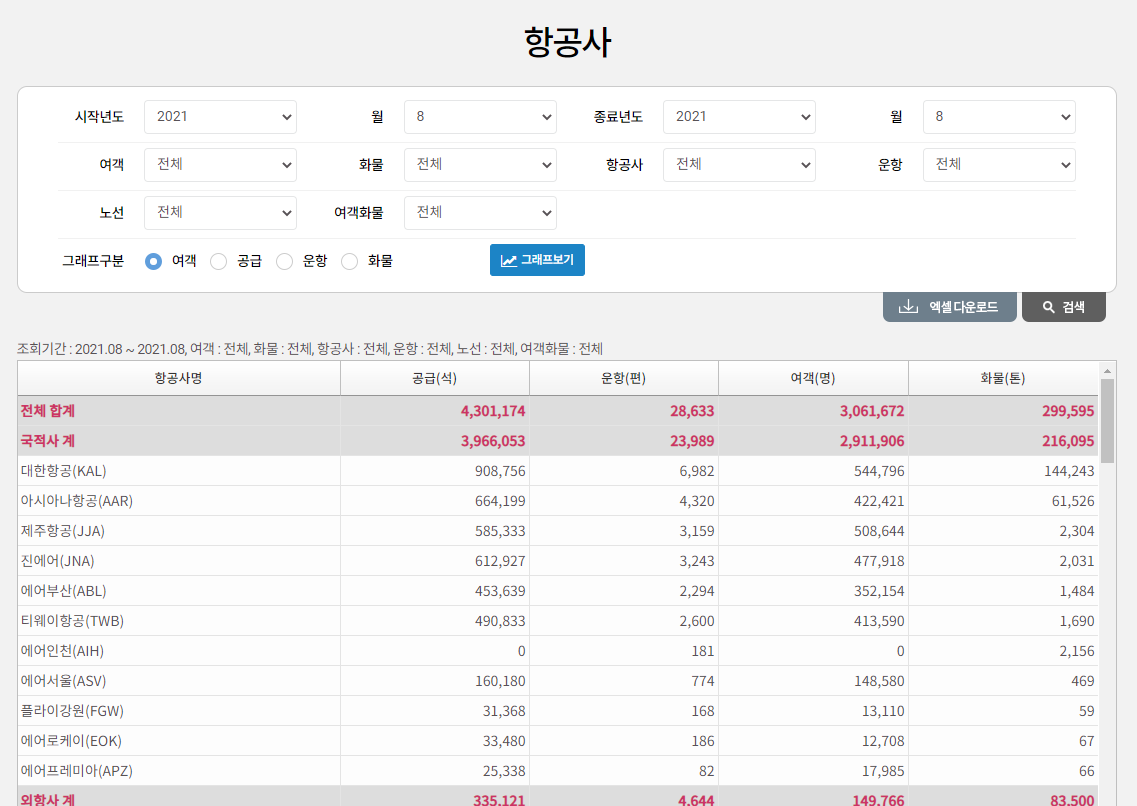 항공사
시작년도 2021 월 8 종료년도 2021 월 8
여객 전체 화물 전체 항공사 전체 운항 전체
노선 전체 여객화물 전체
그래프구분 여객 공급 운항 화물 그래프보기
엑셀 다운로드 검색
조회기간 : 2021.08 ~ 2021.08, 여객 : 전체, 화물 : 전체, 항공사 : 전체, 운항 : 전체, 노선 : 전체, 여객화물 : 전체
항공사명 공급(석) 운항(편) 여객(명) 화물(톤)
전체 합계 4,301,174 28,633 3,061,672 299,595
국적사 계 3,966,053 23,989 2,911,906 216,095
대한항공(KAL) 908,756 6,982 544,796 144,243
아시아나항공(AAR) 664,199 4,320 422,421 61,526
제주항공(JJA) 585,333 3,159 508,644 2,304
진에어(JNA) 612,927 3,243 477,918 2,031
에어부산(ABL) 453,639 2,294 352,154 1,484
티웨이항공(TWB) 490,833 2,600 413,590 1,690
에어인천(AIH) 0 181 0 2,156
에어서울(ASV) 160,180 774 148,580 469
플라이강원(FGW) 31,368 168 13,110 59
에어로케이(EOK) 33,480 186 12,708 67
에어프레미아(APZ) 25,338 82 17,985 66
외항사 계 335,121 4,644 149,766 83,500